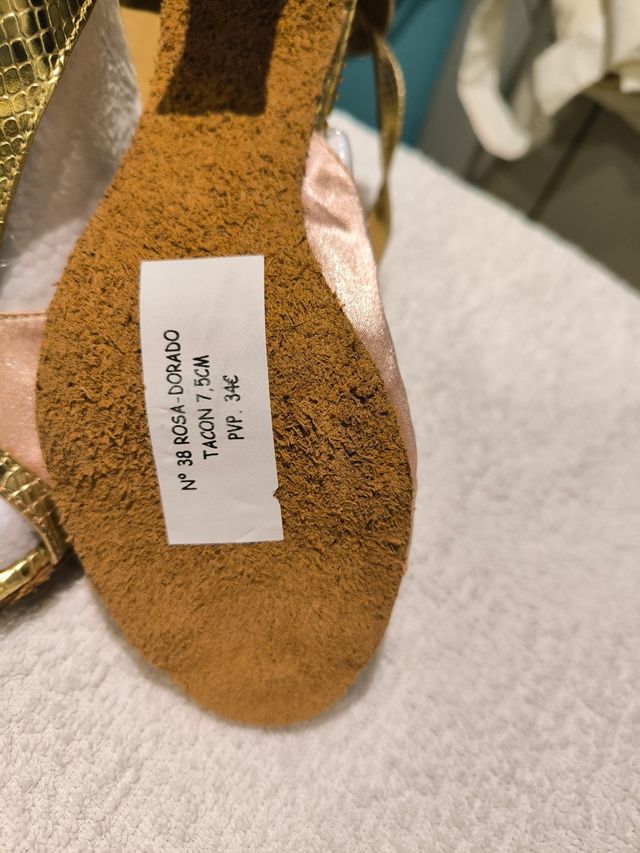 Nº 38 ROSA-DORADO
TACON 7,5CM
PVP. 34€